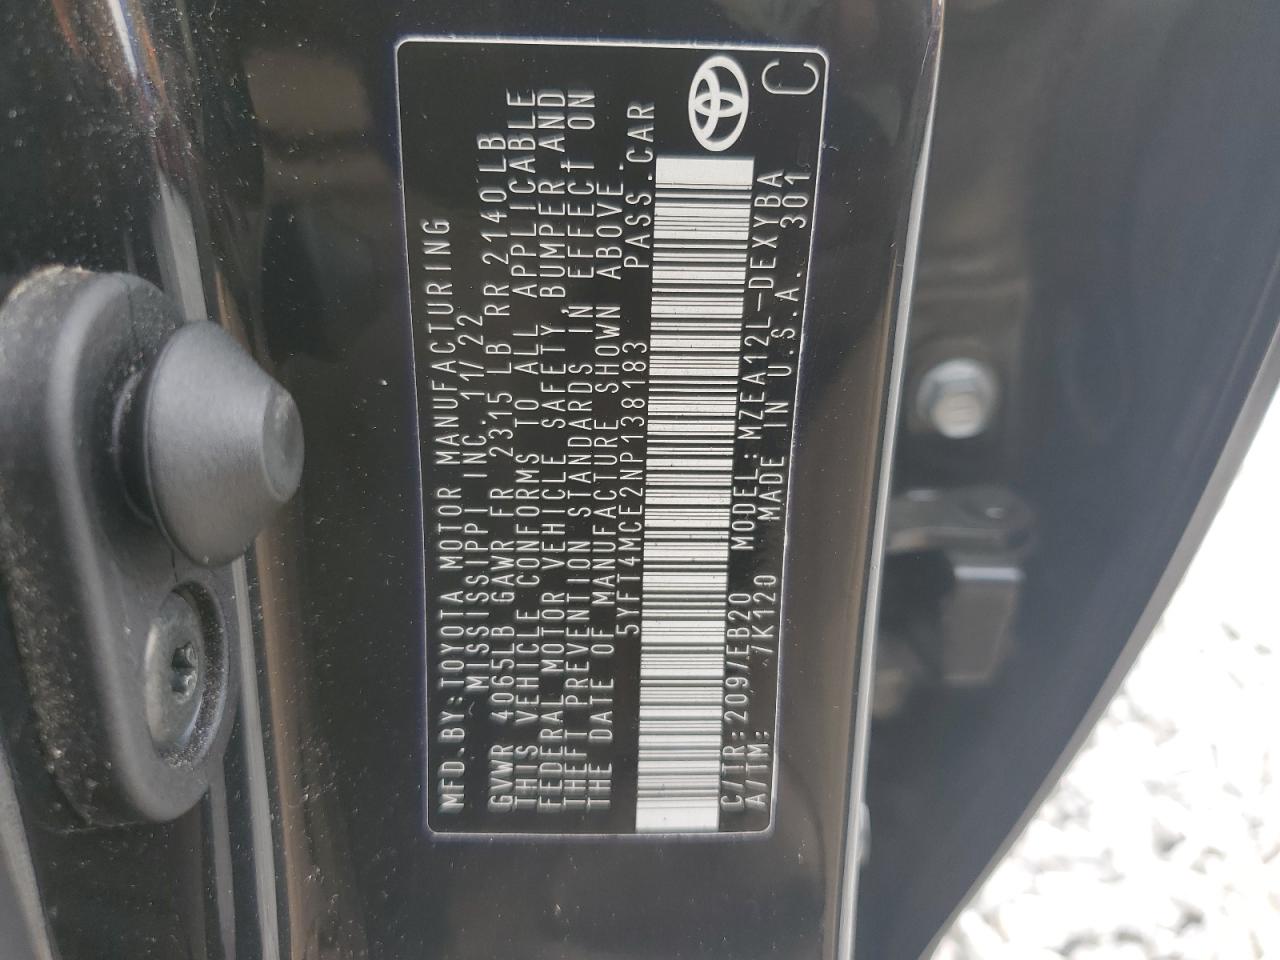 MFD. BY: TOYOTA MOTOR MANUFACTURING
MISSISSIPPI INC. 11/22
GVWR 4065LB GAWR FR 2315 LB RR 2140 LB
THIS VEHICLE CONFORMS TO ALL APPLICABLE
FEDERAL MOTOR VEHICLE SAFETY, BUMPER AND
THEFT PREVENTION STANDARDS IN EFFECT ON
THE DATE OF MANUFACTURE SHOWN ABOVE.
5YFT4MCE2NP138183 PASS. CAR
C/TR: 209/EB20 MODEL: MZEA12L-DEXYBA
A/TM: /K120 MADE IN U.S.A. 301
C